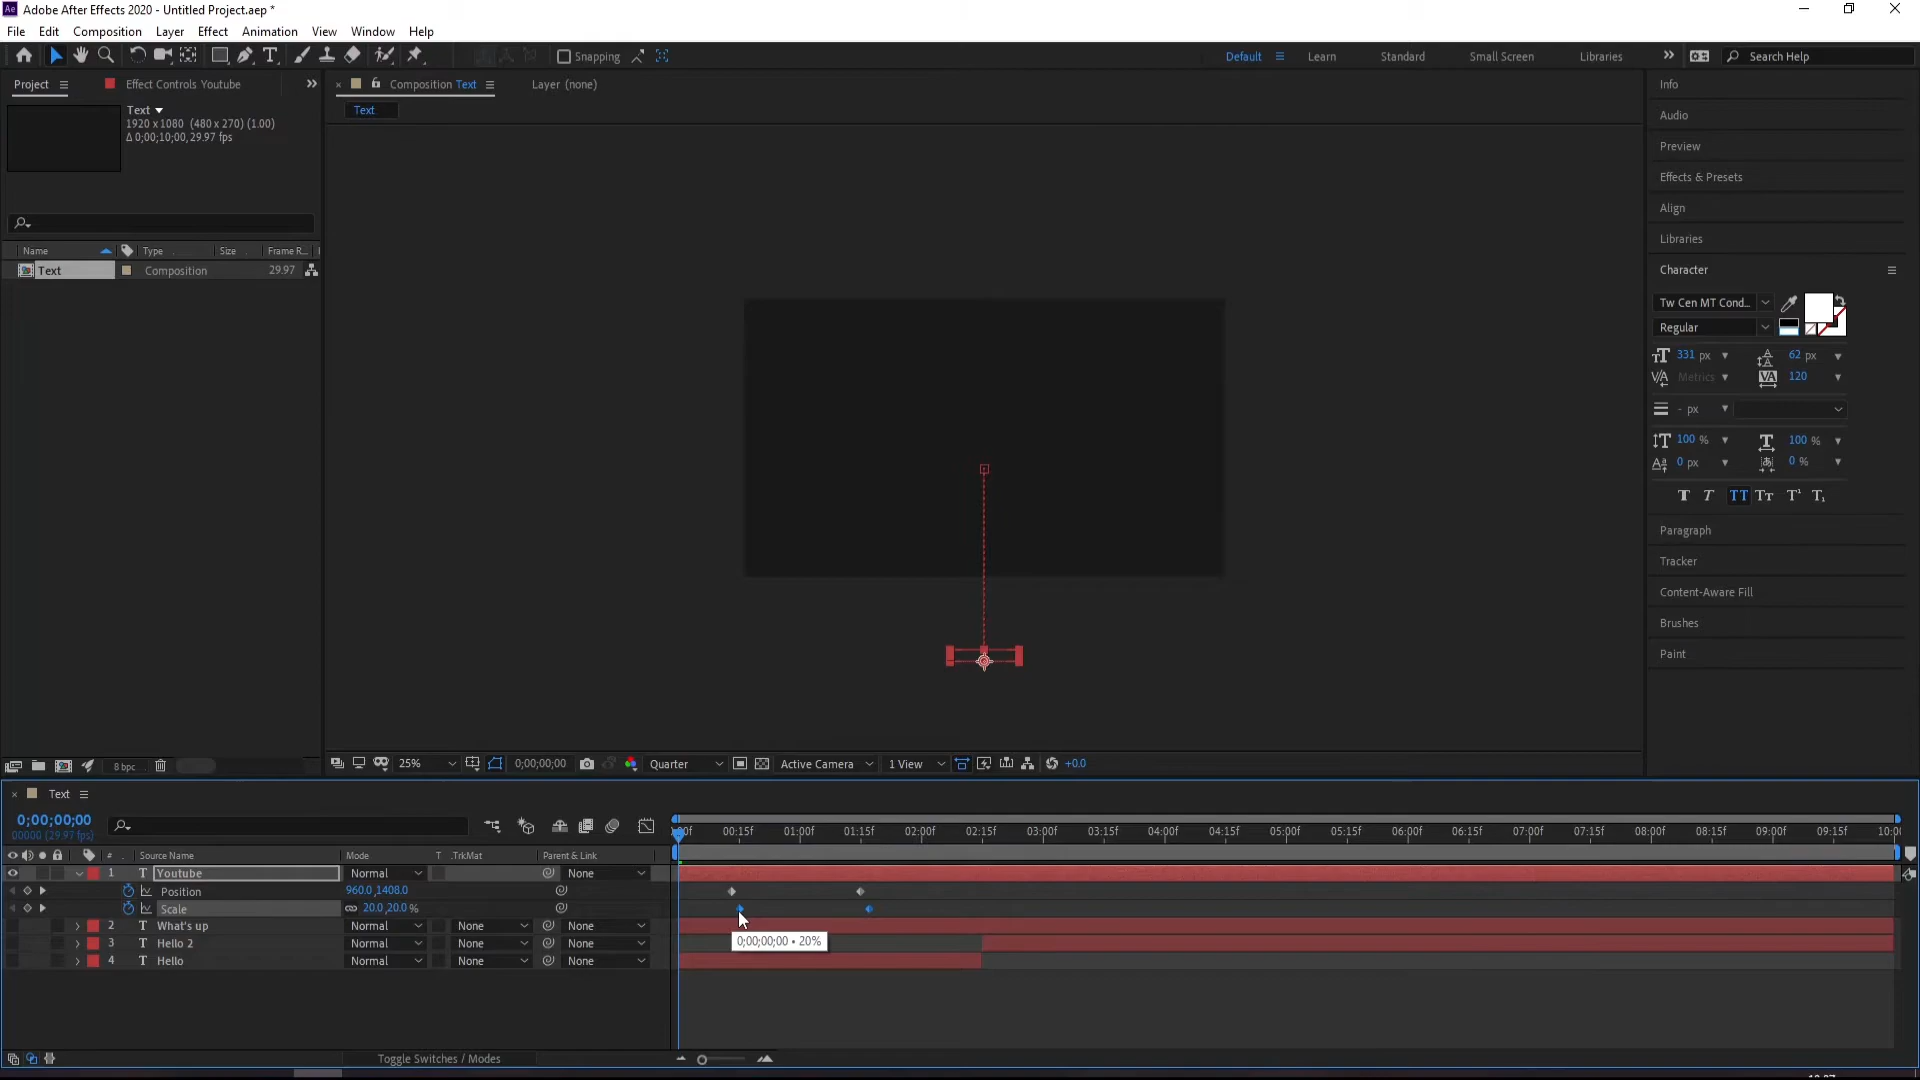 Adobe After Effects 2020 - Untitled Project.aep *
File Edit Composition Layer Effect Animation View Window Help
Snapping Default Learn Standard Small Screen Libraries Search Help
Project Effect Controls Youtube Composition Text Layer (none)
Text
1920 x 1080 (480 x 270) (1.00)
Δ 0;00;10;00, 29.97 fps
Text
Name Type Size Frame R...
Text Composition 29.97
Info
Audio
Preview
Effects & Presets
Align
Libraries
Character
Tw Cen MT Cond...
Regular
331 px 62 px
Metrics 120
- px
100 % 100 %
0 px 0 %
Paragraph
Tracker
Content-Aware Fill
Brushes
Paint
8 bpc 25% 0;00;00;00 Quarter Active Camera 1 View +0.0
Text
0;00;00;00
00000 (29.97 fps)
00f 00:15f 01:00f 01:15f 02:00f 02:15f 03:00f 03:15f 04:00f 04:15f 05:00f 05:15f 06:00f 06:15f 07:00f 07:15f 08:00f 08:15f 09:00f 09:15f 10:0
# Source Name Mode T .TrkMat Parent & Link
1 T Youtube Normal None
Position 960.0,1408.0
Scale 20.0,20.0 %
2 T What's up Normal None None
3 T Hello 2 Normal None None
4 T Hello Normal None None
0;00;00;00 • 20%
Toggle Switches / Modes